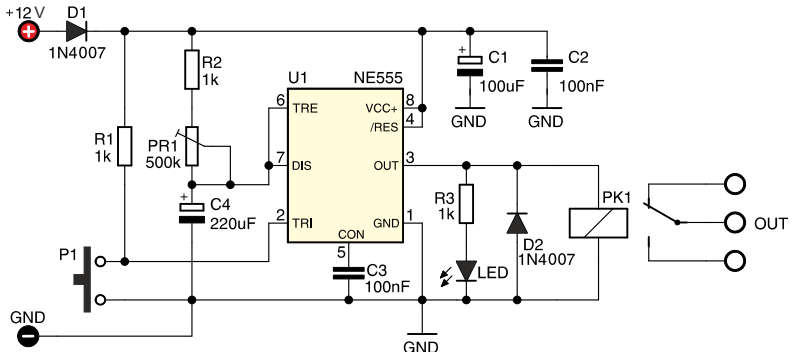 +12 V
D1
1N4007
R2
1k
R1
1k
PR1
500k
C4
220uF
P1
GND
U1
NE555
6
TRE
7
DIS
2
TRI
CON
5
VCC+
8
/RES
4
OUT
3
GND
1
C3
100nF
GND
C1
100uF
GND
C2
100nF
GND
R3
1k
LED
D2
1N4007
PK1
OUT
+
+